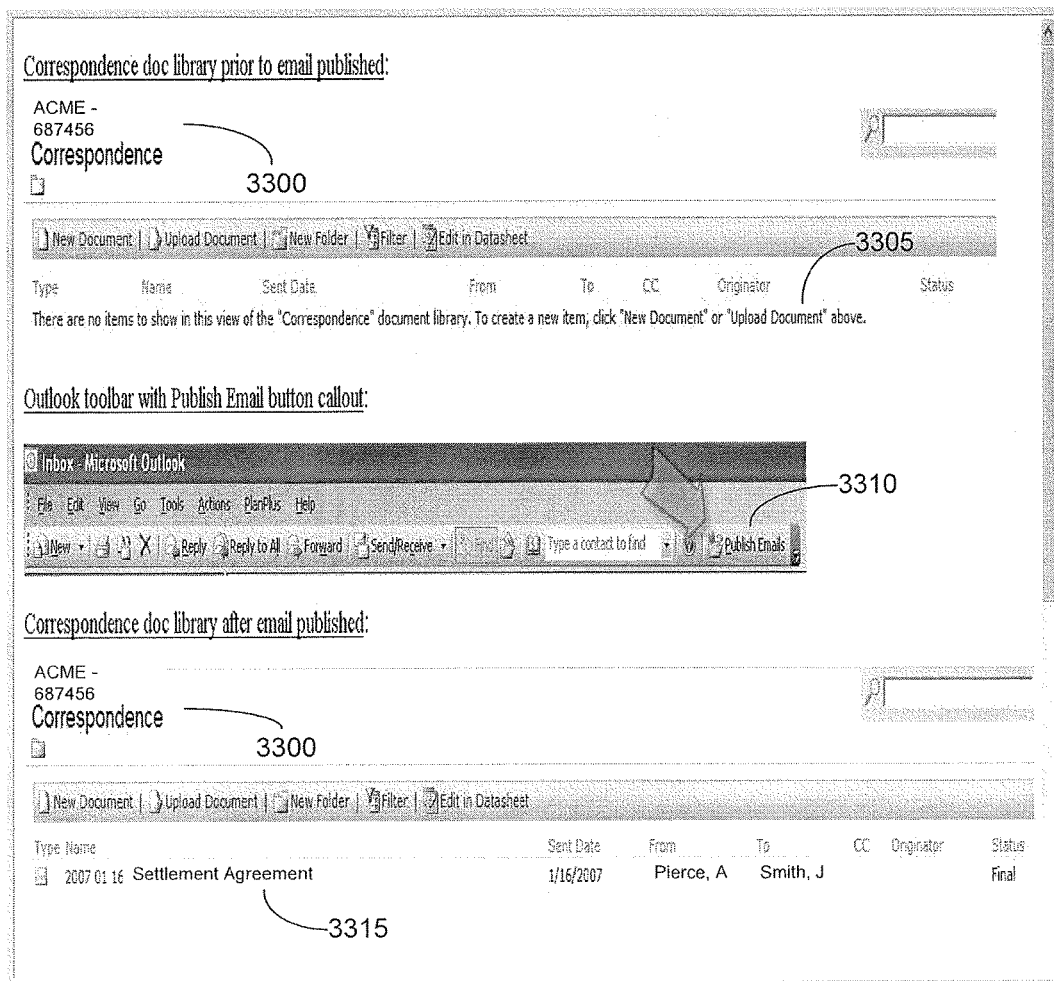 Correspondence doc library prior to email published:
ACME -
687456
Correspondence
3300
New Document | Upload Document | New Folder | Filter | Edit in Datasheet
3305
Type Name Sent Date From To CC Originator Status
There are no items to show in this view of the "Correspondence" document library. To create a new item, click "New Document" or "Upload Document" above.
Outlook toolbar with Publish Email button callout:
Inbox - Microsoft Outlook
3310
File Edit View Go Tools Actions PlanPlus Help
New Reply Reply to All Forward Send/Receive Find Type a contact to find Publish Emails
Correspondence doc library after email published:
ACME -
687456
Correspondence
3300
New Document | Upload Document | New Folder | Filter | Edit in Datasheet
Type Name Sent Date From To CC Originator Status
2007 01 16 Settlement Agreement 1/16/2007 Pierce, A Smith, J Final
3315